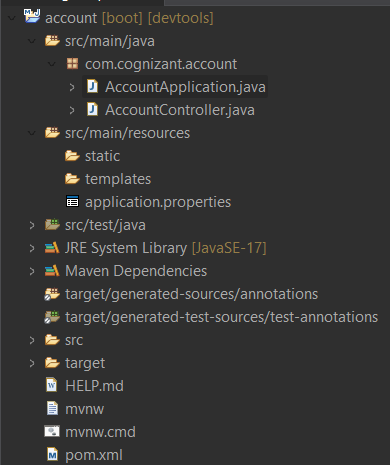 account [boot] [devtools]
src/main/java
com.cognizant.account
AccountApplication.java
AccountController.java
src/main/resources
static
templates
application.properties
src/test/java
JRE System Library [JavaSE-17]
Maven Dependencies
target/generated-sources/annotations
target/generated-test-sources/test-annotations
src
target
HELP.md
mvnw
mvnw.cmd
pom.xml